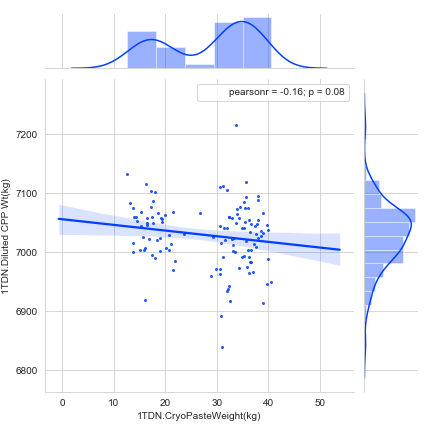 pearsonr = -0.16; p = 0.08
7200
7100
7000
6900
6800
1TDN.Diluted CPP Wt(kg)
0 10 20 30 40 50
1TDN.CryoPasteWeight(kg)